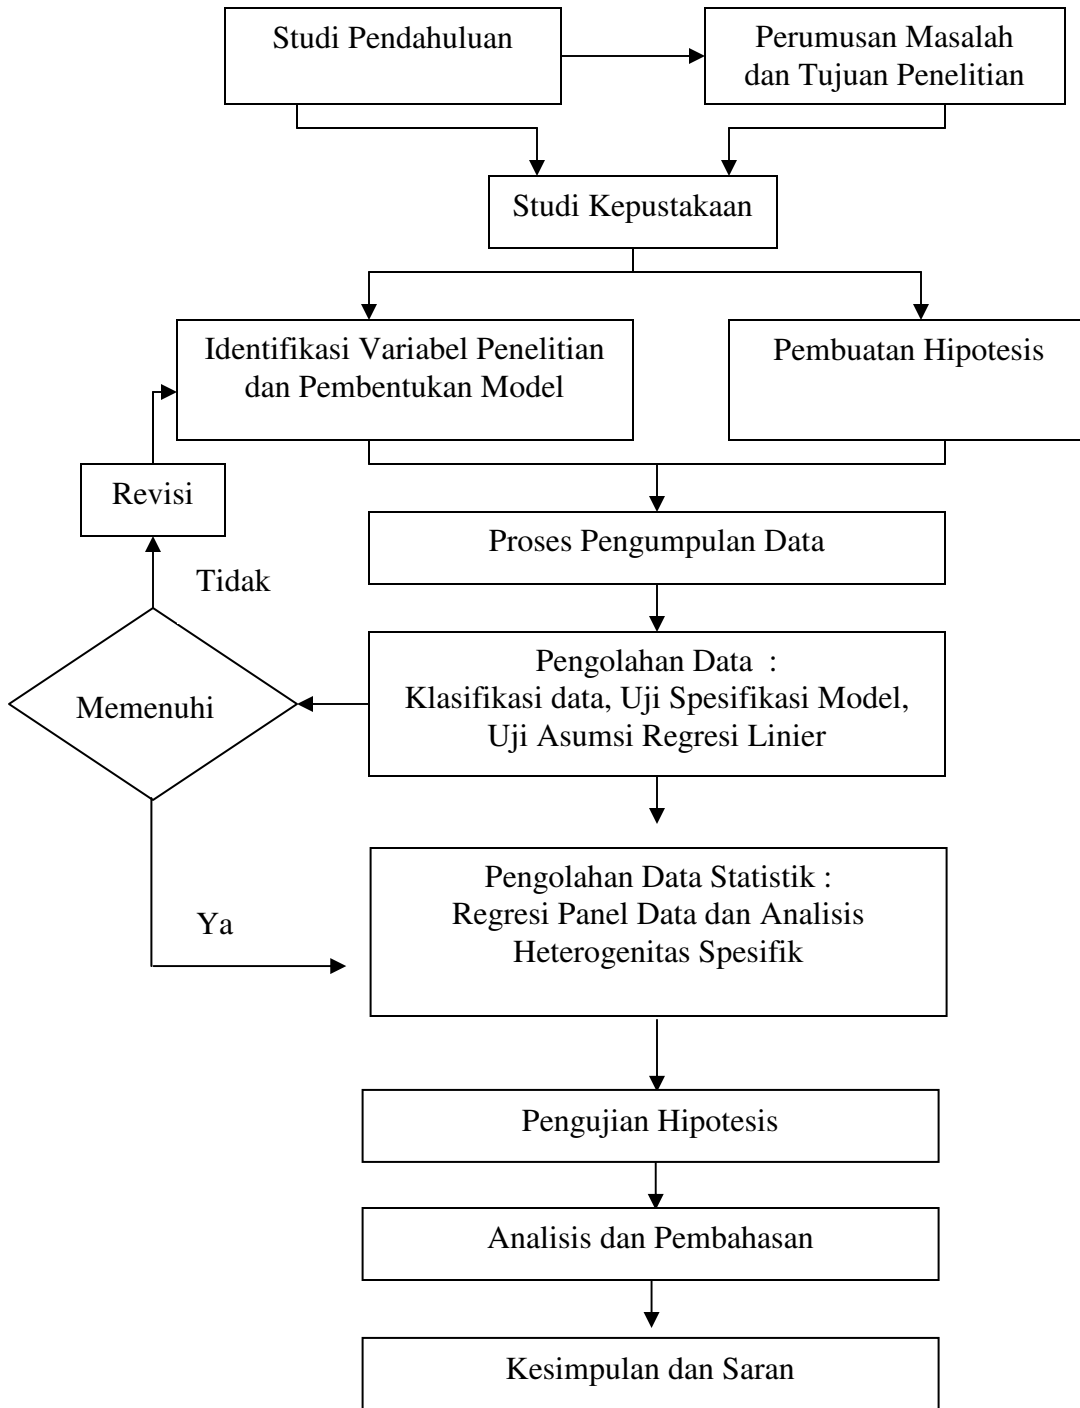 Studi Pendahuluan
Perumusan Masalah
dan Tujuan Penelitian
Studi Kepustakaan
Identifikasi Variabel Penelitian
dan Pembentukan Model
Pembuatan Hipotesis
Revisi
Proses Pengumpulan Data
Tidak
Pengolahan Data :
Klasifikasi data, Uji Spesifikasi Model,
Uji Asumsi Regresi Linier
Memenuhi
Pengolahan Data Statistik :
Regresi Panel Data dan Analisis
Heterogenitas Spesifik
Ya
Pengujian Hipotesis
Analisis dan Pembahasan
Kesimpulan dan Saran